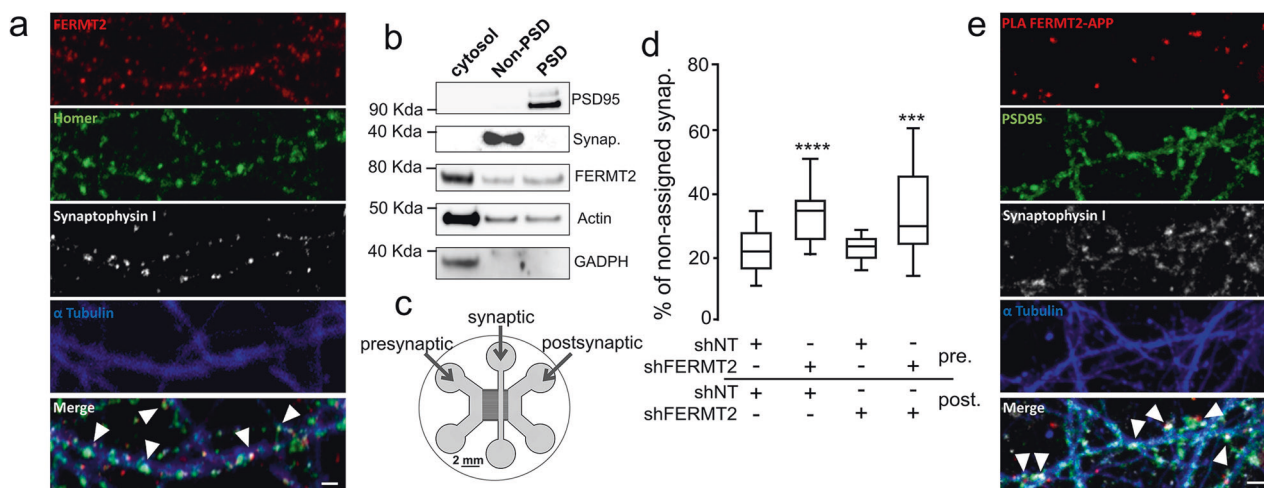 a
FERMT2
Homer
Synaptophysin I
α Tubulin
Merge
b
cytosol
Non-PSD
PSD
90 Kda
PSD95
40 Kda
Synap.
80 Kda
FERMT2
50 Kda
Actin
40 Kda
GADPH
c
synaptic
presynaptic
postsynaptic
2 mm
d
% of non-assigned synap.
80
60
40
20
0
****
***
shNT + - + -
shFERMT2 - + - + pre.
shNT + + - -
shFERMT2 - - + + post.
e
PLA FERMT2-APP
PSD95
Synaptophysin I
α Tubulin
Merge